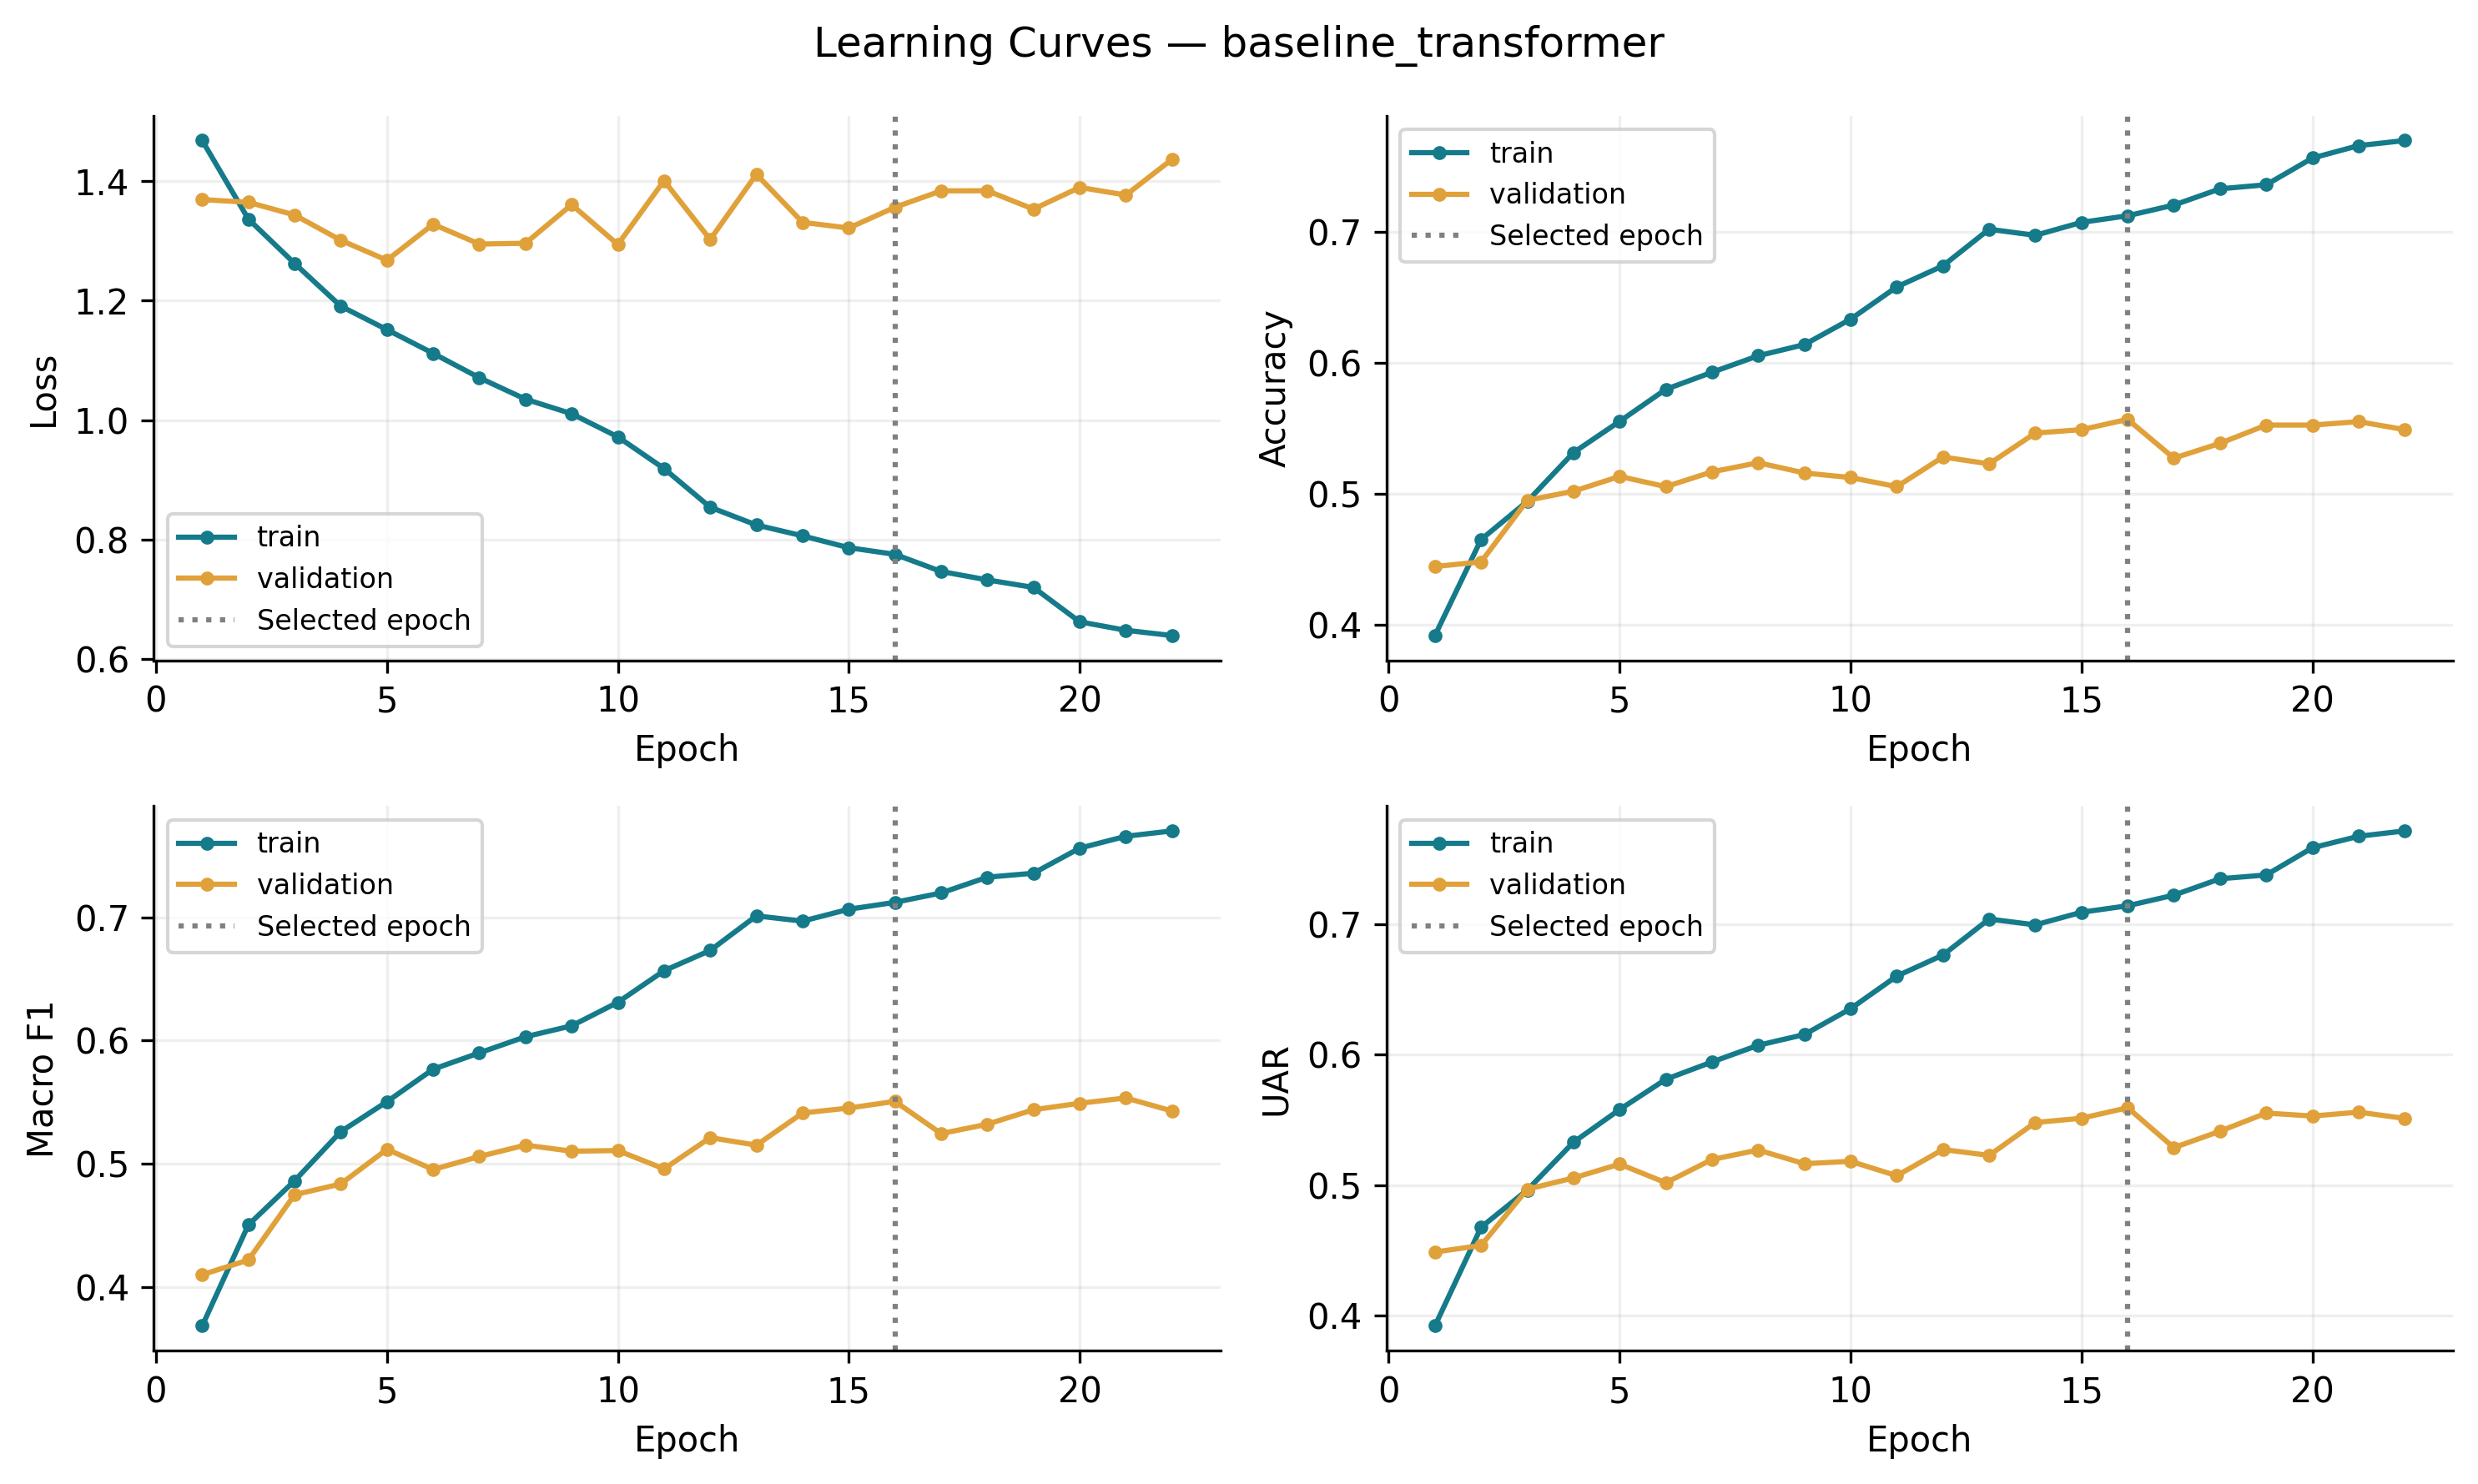 Learning Curves — baseline_transformer
Loss
1.4
1.2
1.0
0.8
0.6
train
validation
Selected epoch
0
5
10
15
20
Epoch
Accuracy
0.7
0.6
0.5
0.4
train
validation
Selected epoch
0
5
10
15
20
Epoch
Macro F1
0.7
0.6
0.5
0.4
train
validation
Selected epoch
0
5
10
15
20
Epoch
UAR
0.7
0.6
0.5
0.4
train
validation
Selected epoch
0
5
10
15
20
Epoch